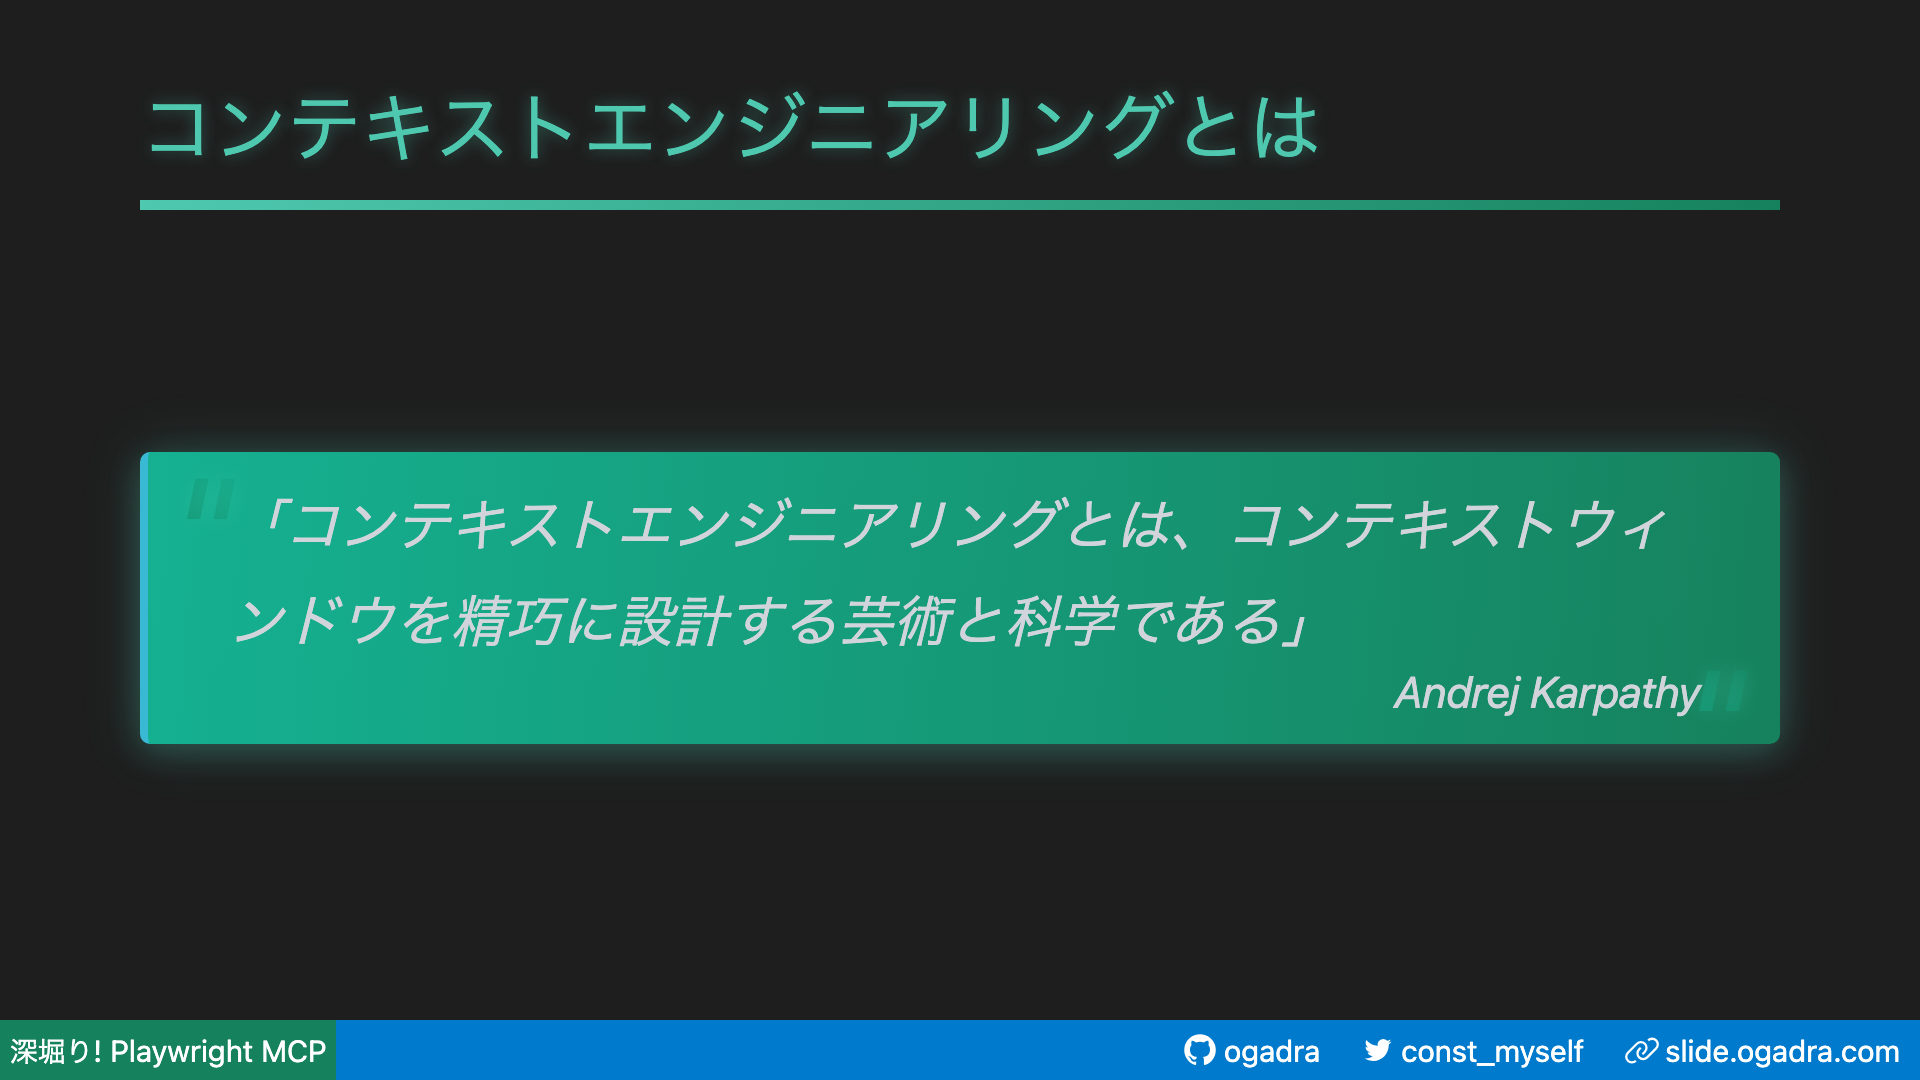 コンテキストエンジニアリングとは
"
「コンテキストエンジニアリングとは、コンテキストウィ
ンドウを精巧に設計する芸術と科学である」
Andrej Karpathy"
深堀り! Playwright MCP
ogadra
const_myself
slide.ogadra.com